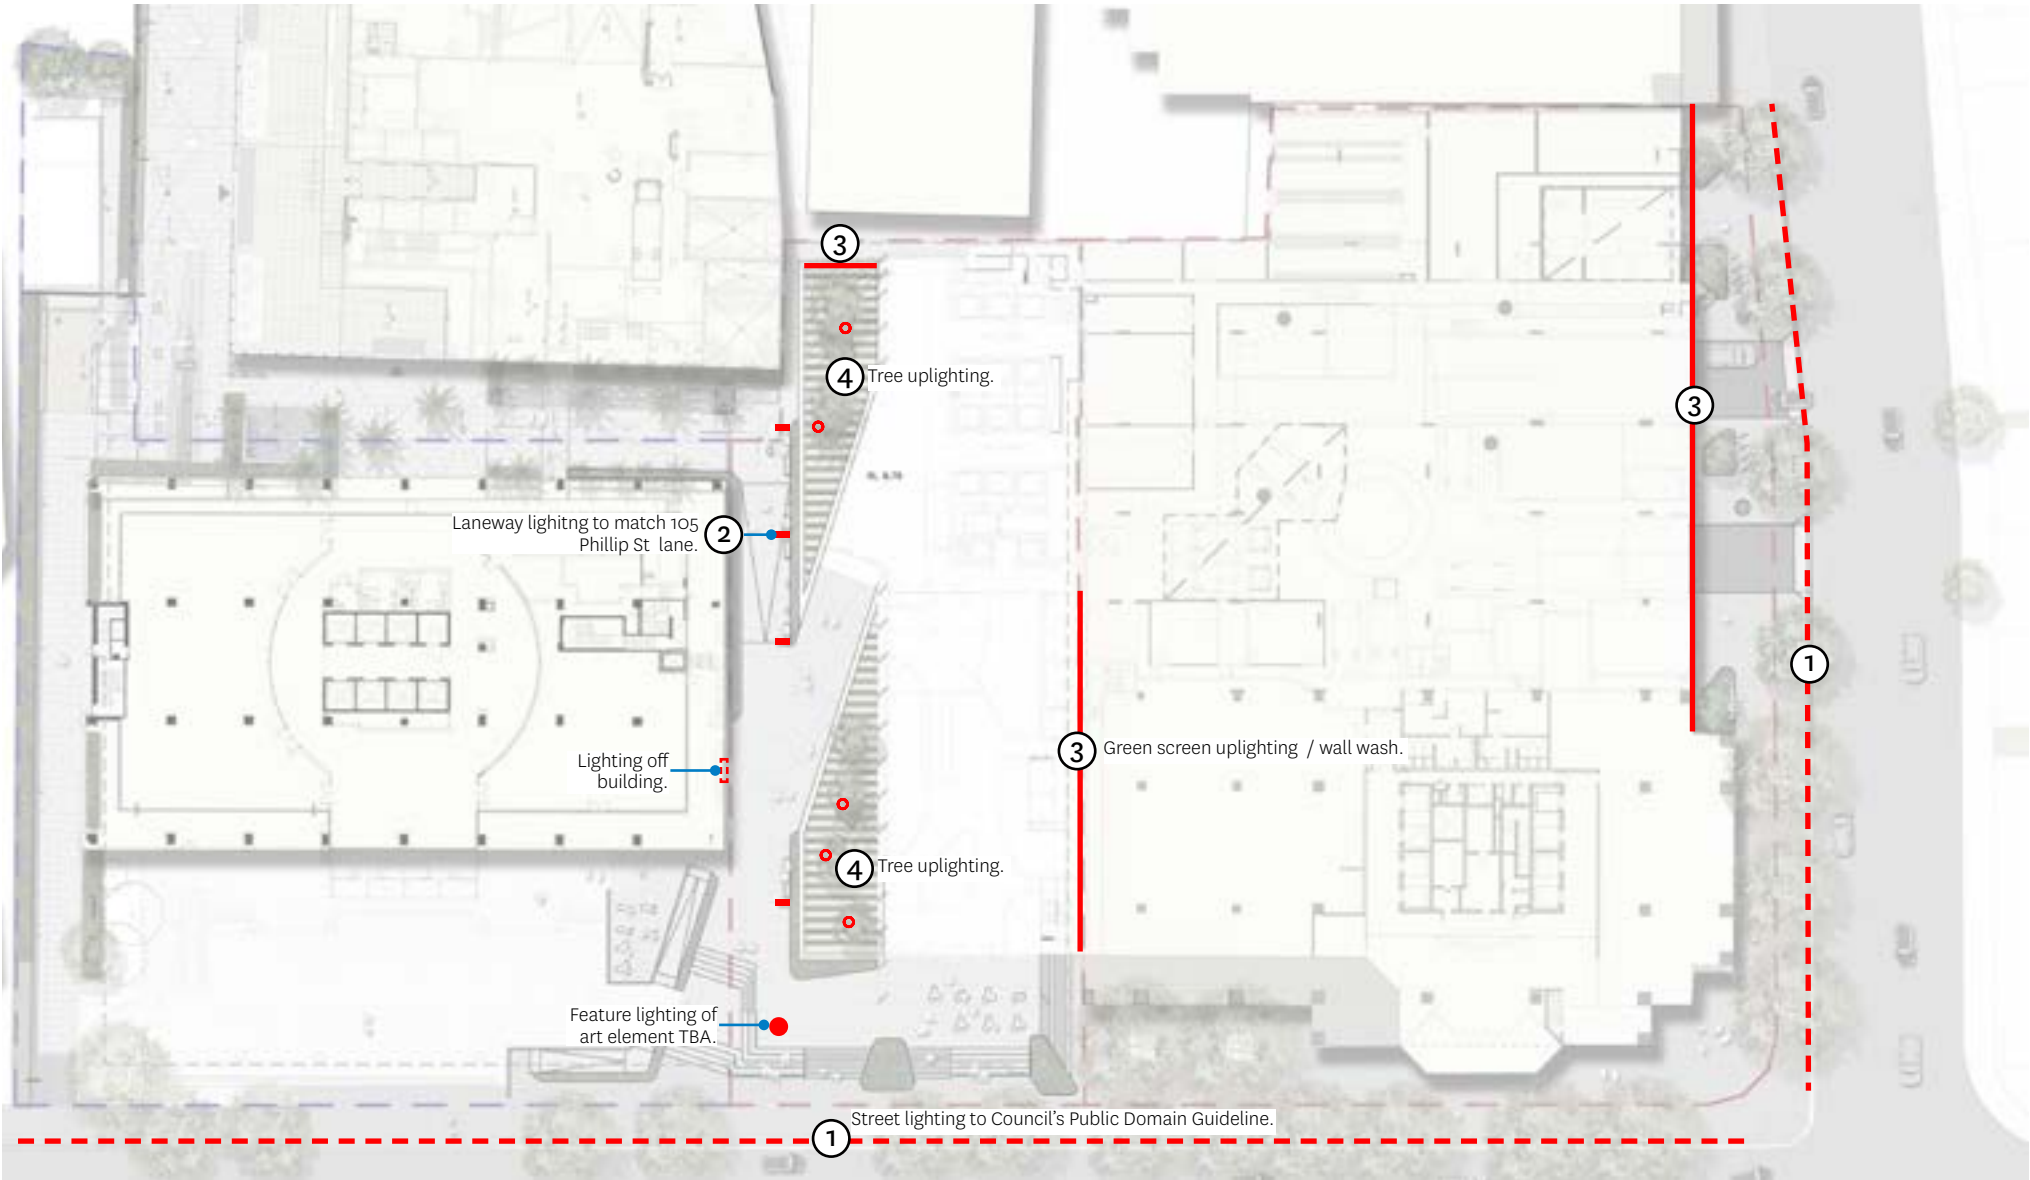 3
4 Tree uplighting.
3
Laneway lighitng to match 105
Phillip St lane.
2
1
3 Green screen uplighting / wall wash.
Lighting off
building.
4 Tree uplighting.
Feature lighting of
art element TBA.
Street lighting to Council's Public Domain Guideline.
1